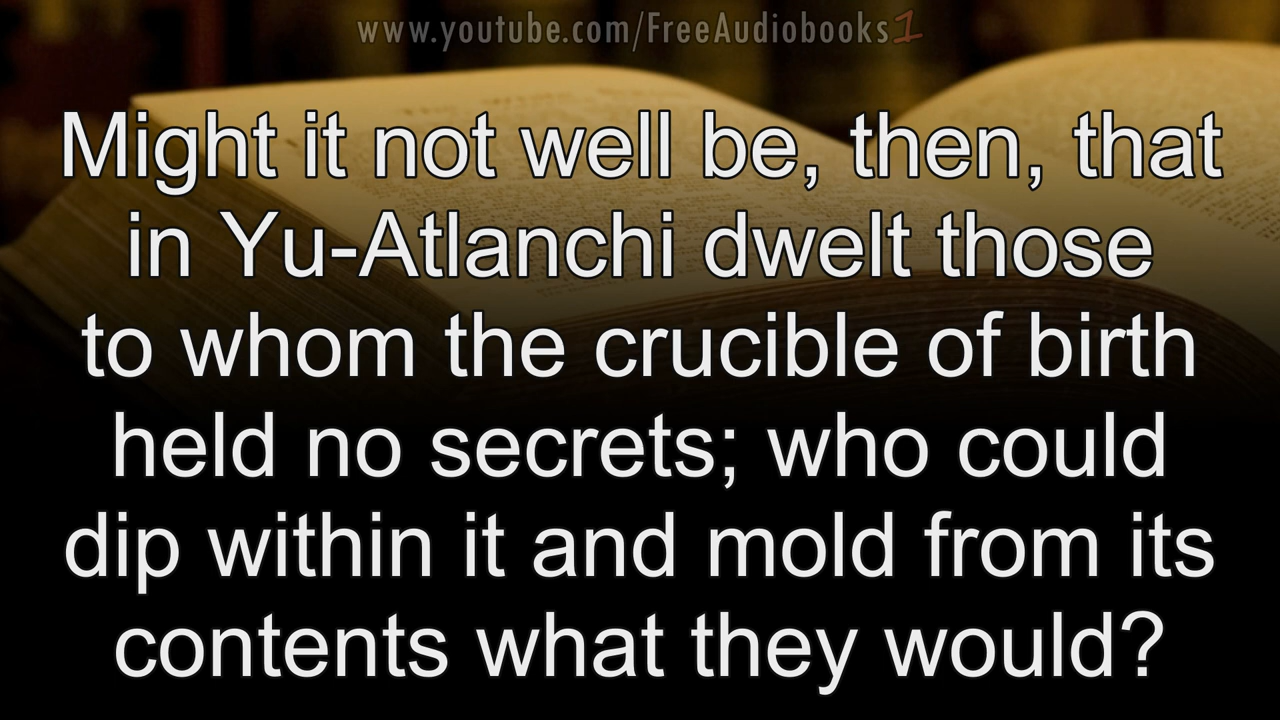 www.youtube.com/FreeAudiobooks1
Might it not well be, then, that
in Yu-Atlanchi dwelt those
to whom the crucible of birth
held no secrets; who could
dip within it and mold from its
contents what they would?